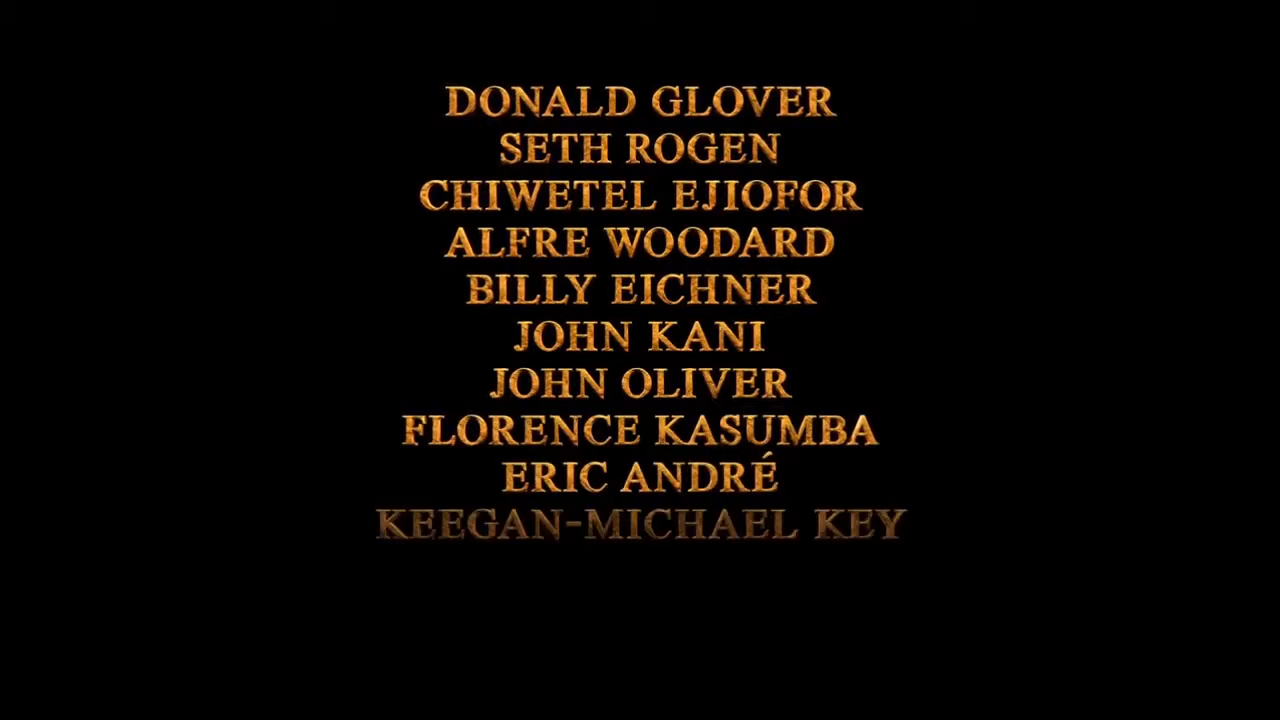 DONALD GLOVER
SETH ROGEN
CHIWETEL EJIOFOR
ALFRE WOODARD
BILLY EICHNER
JOHN KANI
JOHN OLIVER
FLORENCE KASUMBA
ERIC ANDRÉ
KEEGAN-MICHAEL KEY